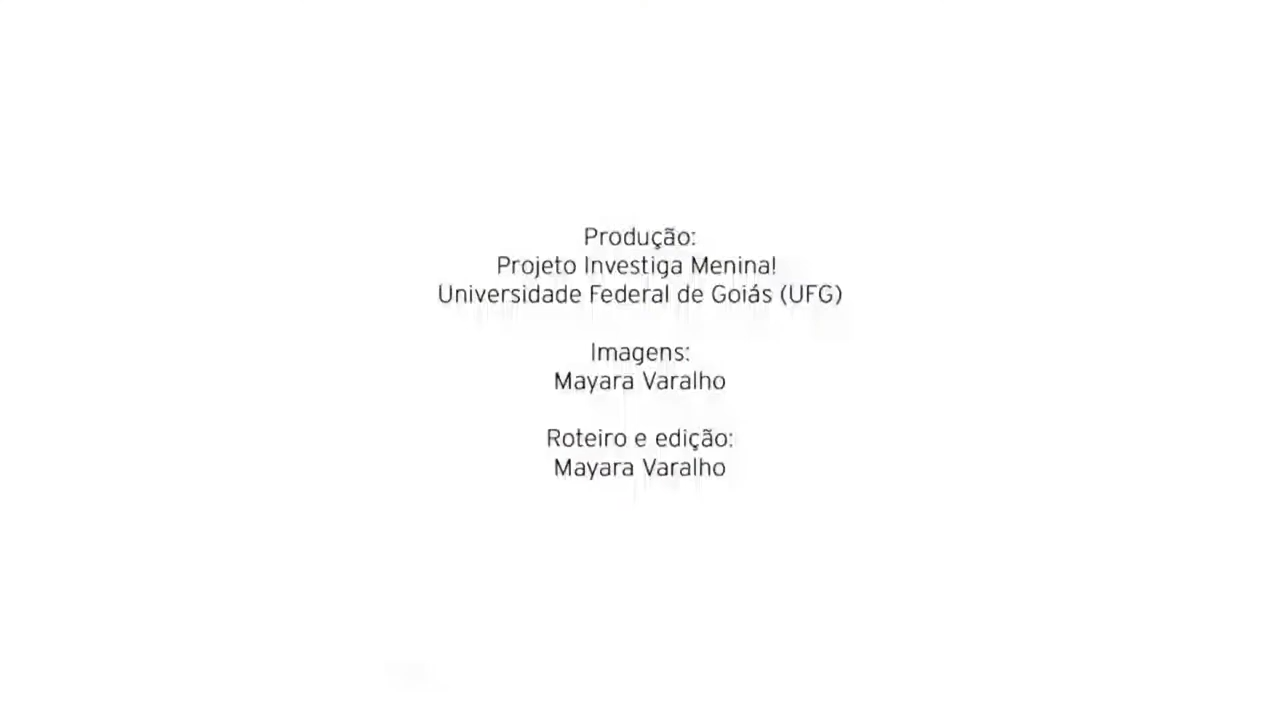 Produção:
Projeto Investiga Menina!
Universidade Federal de Goiás (UFG)
Imagens:
Mayara Varalho
Roteiro e edição:
Mayara Varalho